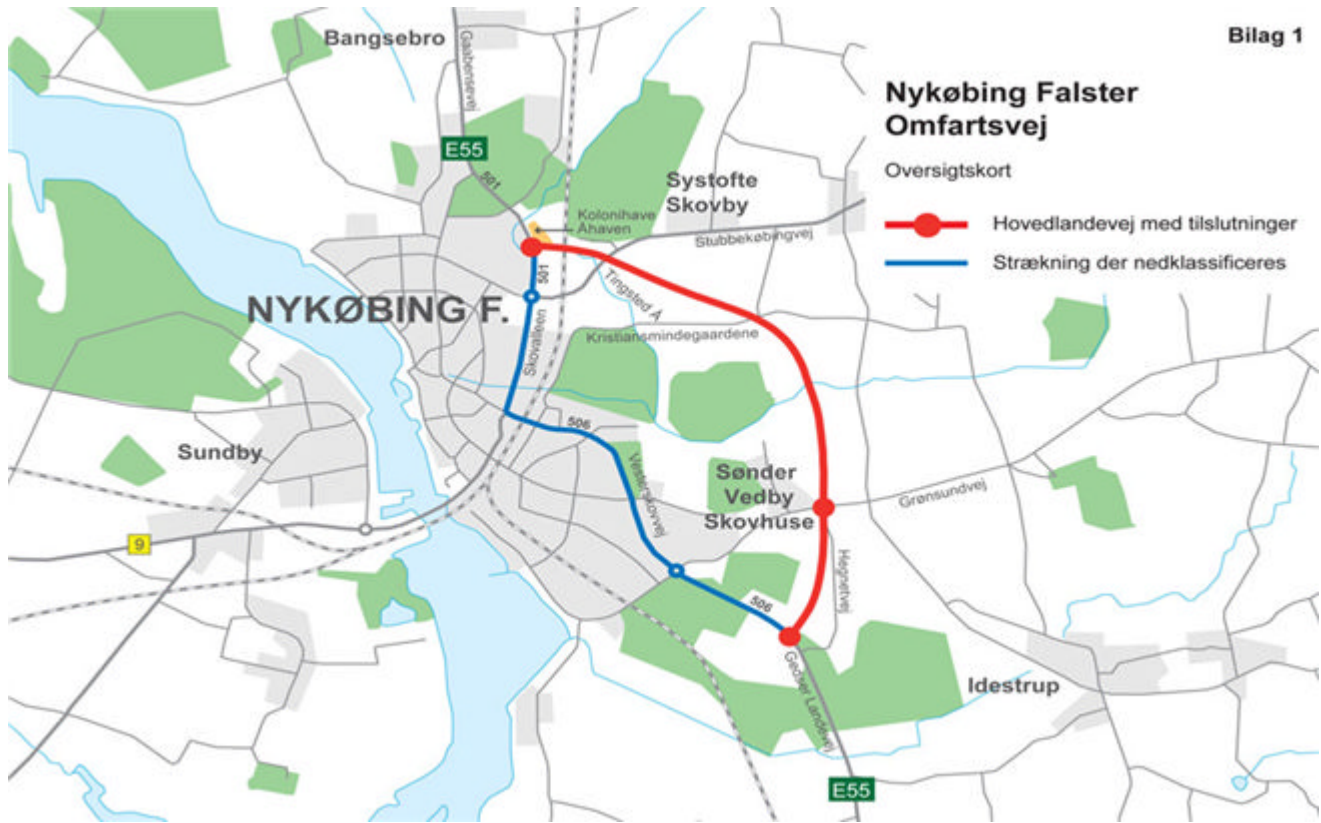 Bilag 1
Nykøbing Falster
Omfartsvej
Oversigtskort
Hovedlandevej med tilslutninger
Strækning der nedklassificeres
Bangsebro
Gaabensevej
E55
501
Systofte
Skovby
Kolonihave
Åhaven
Stubbekøbingvej
501
Tingsted Å
NYKØBING F.
Skovalleen
Kristiansmindegaardene
506
Sundby
Vesterskovvej
Sønder
Vedby
Skovhuse
Grønsundvej
9
Hegnetvej
506
Gedser Landevej
Idestrup
E55